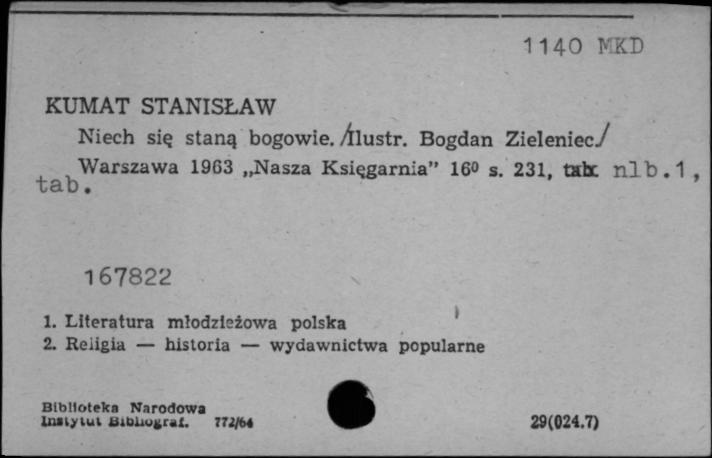 1140 MKD
KUMAT STANISŁAW
Niech się staną bogowie. /Ilustr. Bogdan Zieleniec/
Warszawa 1963 „Nasza Księgarnia” 16⁰ s. 231, nlb.1,
tab.
167822
1. Literatura młodzieżowa polska
2. Religia — historia — wydawnictwa popularne
Biblioteka Narodowa
Instytut Bibliograf. 772/64
29(024.7)